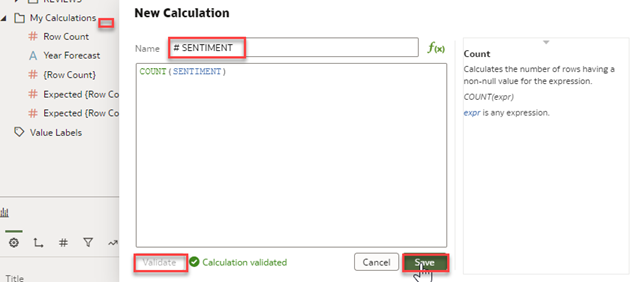 REVIEWS
My Calculations
# Row Count
A Year Forecast
# {Row Count}
# Expected {Row Co
# Expected {Row Co
Value Labels
#
Title
New Calculation
Name # SENTIMENT f(x)
COUNT(SENTIMENT)
Validate Calculation validated Cancel Save
Count
Calculates the number of rows having a
non-null value for the expression.
COUNT(expr)
expr is any expression.